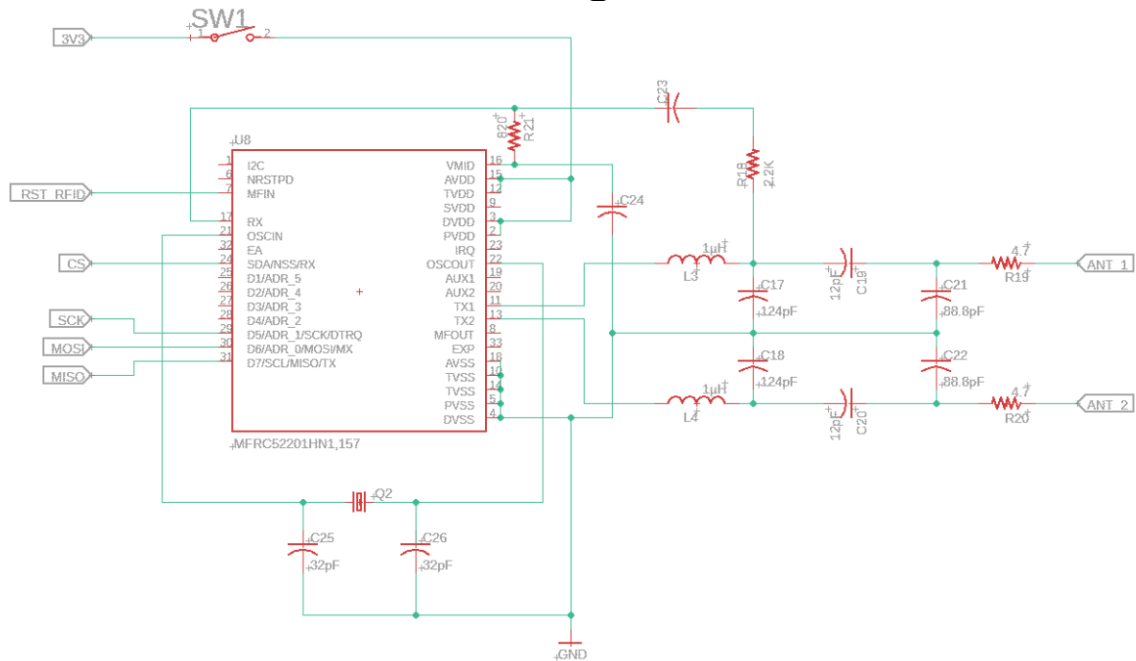 SW1
3V3
1
2
C23
820
R21
R18
2.2K
U8
1 I2C
6 NRSTPD
7 MFIN
17 RX
21 OSCIN
32 EA
24 SDA/NSS/RX
25 D1/ADR_5
26 D2/ADR_4
27 D3/ADR_3
28 D4/ADR_2
29 D5/ADR_1/SCK/DTRQ
30 D6/ADR_0/MOSI/MX
31 D7/SCL/MISO/TX
VMID 16
AVDD 15
TVDD 12
SVDD 9
DVDD 3
PVDD 2
IRQ 23
OSCOUT 22
AUX1 19
AUX2 20
TX1 11
TX2 13
MFOUT 8
EXP 33
AVSS 18
TVSS 10
TVSS 14
PVSS 5
DVSS 4
MFRC52201HN1,157
RST_RFID
CS
SCK
MOSI
MISO
C24
1µH
L3
12pF
C19
4.7
R19
ANT_1
C17
124pF
C21
88.8pF
C18
124pF
C22
88.8pF
1µH
L4
12pF
C20
4.7
R20
ANT_2
Q2
C25
32pF
C26
32pF
GND